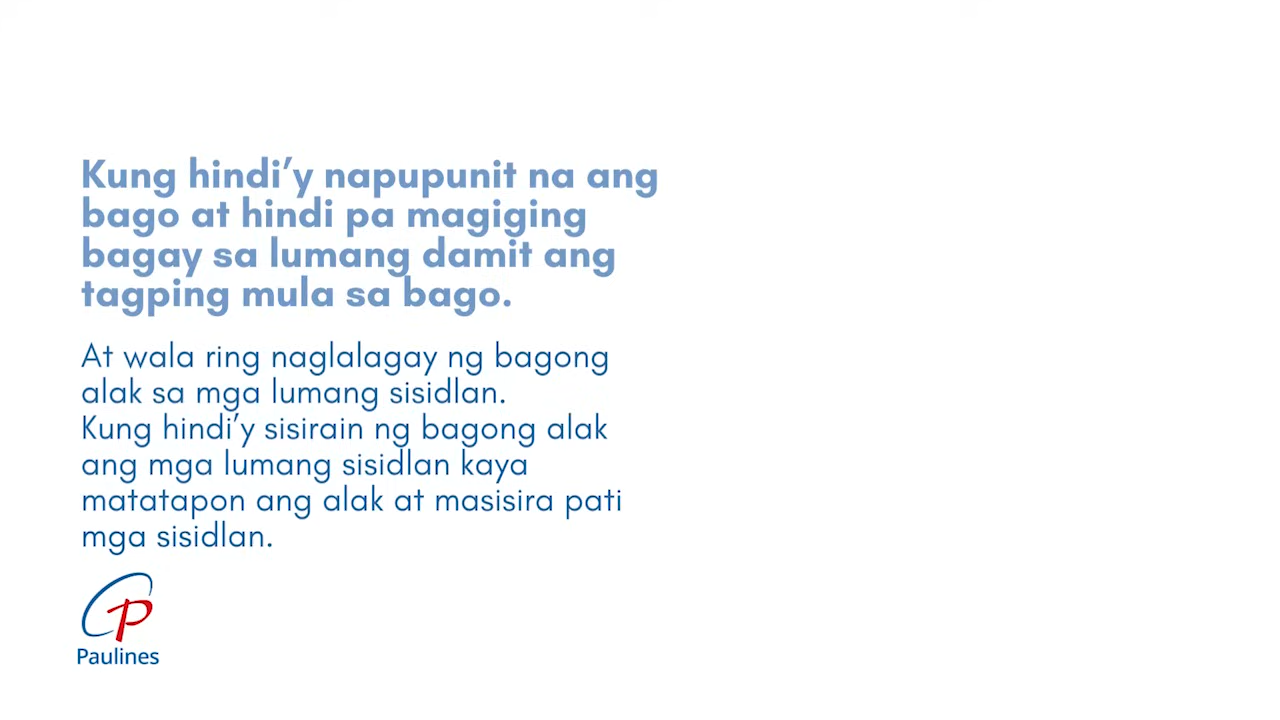 Kung hindi’y napupunit na ang
bago at hindi pa magiging
bagay sa lumang damit ang
tagping mula sa bago.
At wala ring naglalagay ng bagong
alak sa mga lumang sisidlan.
Kung hindi’y sisirain ng bagong alak
ang mga lumang sisidlan kaya
matatapon ang alak at masisira pati
mga sisidlan.
Paulines